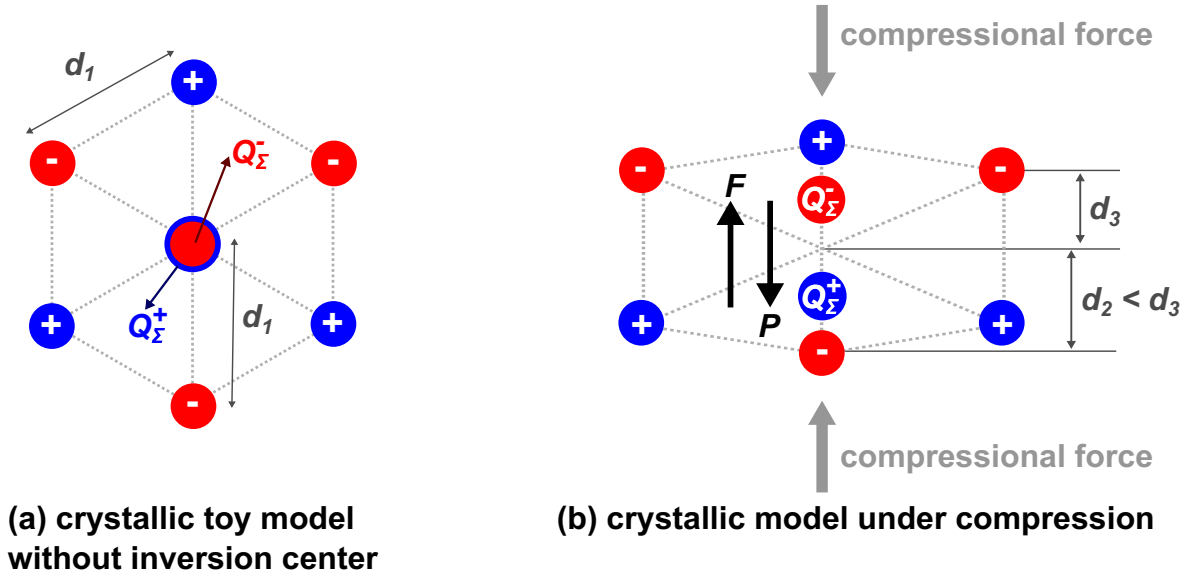 compressional force
d1
+
- Q-Σ -
+
- F Q-Σ -
d3
Q+Σ d1
+ +
P Q+Σ
+ +
d2 < d3
-
-
compressional force
(a) crystallic toy model
without inversion center
(b) crystallic model under compression